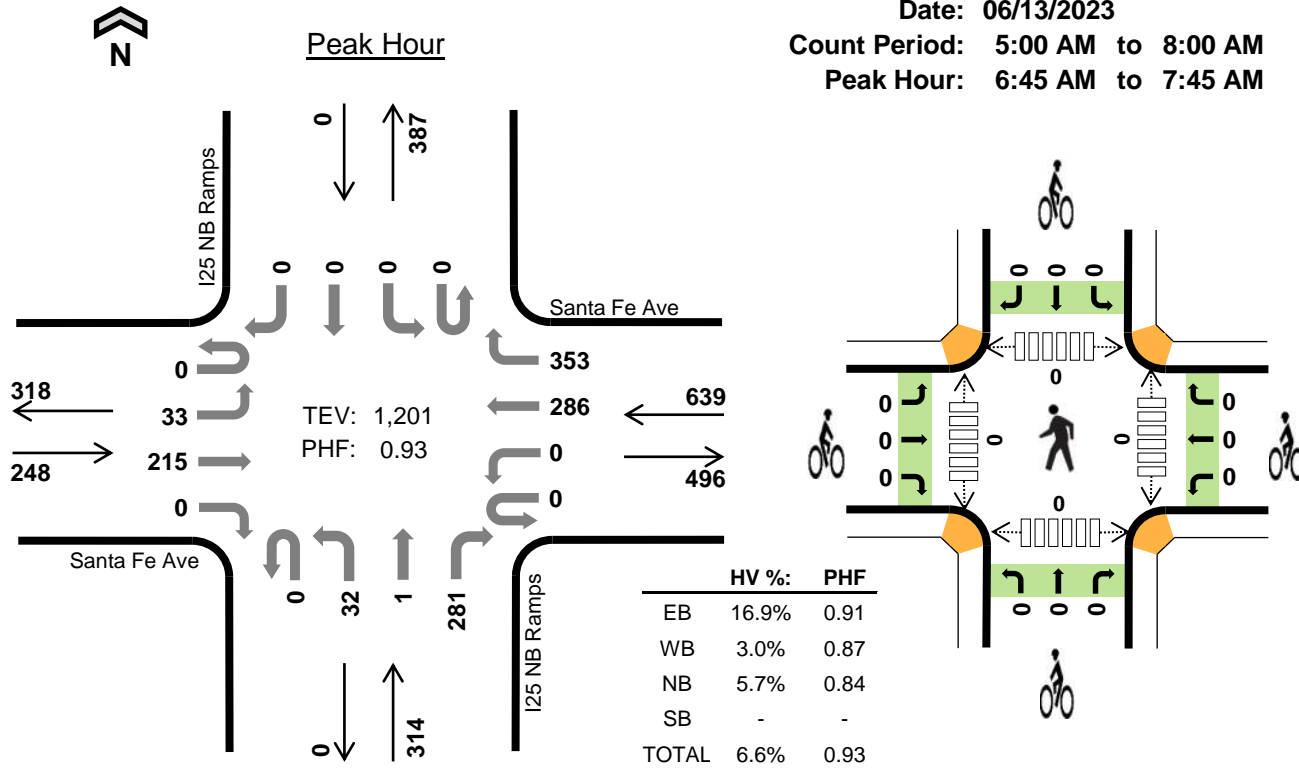 N
Peak Hour
Date: 06/13/2023
Count Period: 5:00 AM to 8:00 AM
Peak Hour: 6:45 AM to 7:45 AM
0
387
I25 NB Ramps
0 0 0 0
Santa Fe Ave
353
286
0
0
639
496
318
248
0
33
215
0
TEV: 1,201
PHF: 0.93
Santa Fe Ave
0 32 1 281
I25 NB Ramps
0
314
HV %: PHF
EB 16.9% 0.91
WB 3.0% 0.87
NB 5.7% 0.84
SB - -
TOTAL 6.6% 0.93
0 0 0
0
0
0
0
0
0
0
0
0
0
0
0 0 0